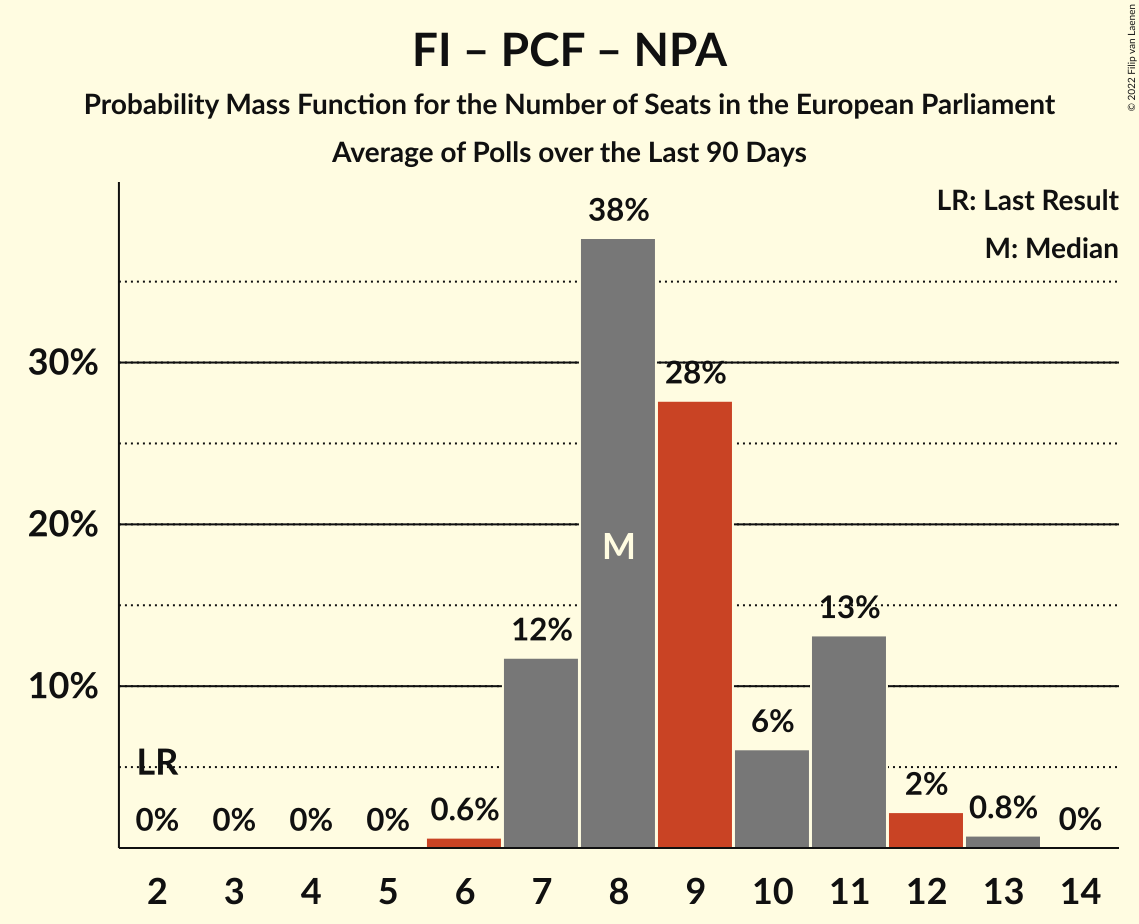 FI – PCF – NPA
Probability Mass Function for the Number of Seats in the European Parliament
Average of Polls over the Last 90 Days
© 2022 Filip van Laenen
LR: Last Result
M: Median
38%
30%
28%
20%
M
13%
12%
10%
6%
LR
2%
0% 0% 0% 0% 0.6% 0.8% 0%
2 3 4 5 6 7 8 9 10 11 12 13 14